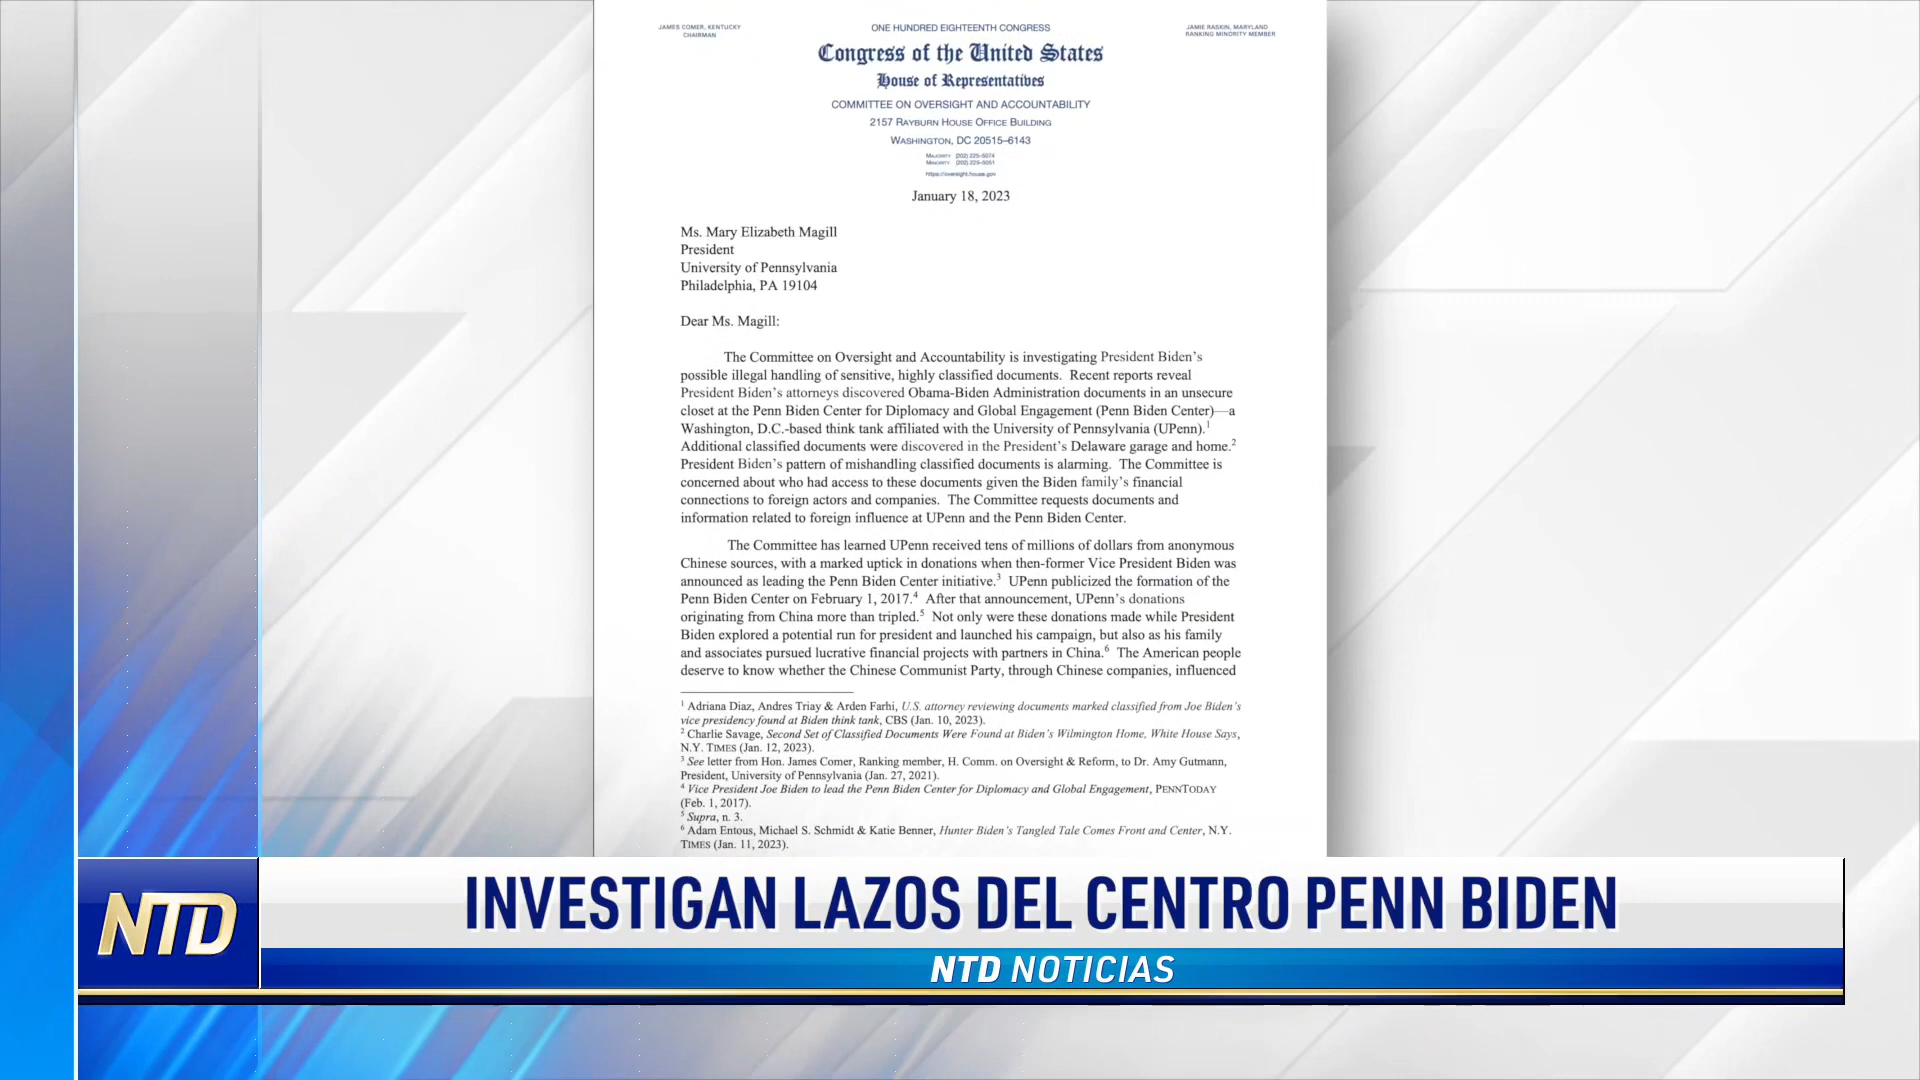 JAMES COMER, KENTUCKY
CHAIRMAN
ONE HUNDRED EIGHTEENTH CONGRESS
JAMIE RASKIN, MARYLAND
RANKING MINORITY MEMBER
Congress of the United States
House of Representatives
COMMITTEE ON OVERSIGHT AND ACCOUNTABILITY
2157 RAYBURN HOUSE OFFICE BUILDING
WASHINGTON, DC 20515–6143
MAJORITY (202) 225–5074
MINORITY (202) 225–5051
https://oversight.house.gov
January 18, 2023
Ms. Mary Elizabeth Magill
President
University of Pennsylvania
Philadelphia, PA 19104
Dear Ms. Magill:
The Committee on Oversight and Accountability is investigating President Biden’s
possible illegal handling of sensitive, highly classified documents. Recent reports reveal
President Biden’s attorneys discovered Obama-Biden Administration documents in an unsecure
closet at the Penn Biden Center for Diplomacy and Global Engagement (Penn Biden Center)—a
Washington, D.C.-based think tank affiliated with the University of Pennsylvania (UPenn).1
Additional classified documents were discovered in the President’s Delaware garage and home.2
President Biden’s pattern of mishandling classified documents is alarming. The Committee is
concerned about who had access to these documents given the Biden family’s financial
connections to foreign actors and companies. The Committee requests documents and
information related to foreign influence at UPenn and the Penn Biden Center.
The Committee has learned UPenn received tens of millions of dollars from anonymous
Chinese sources, with a marked uptick in donations when then-former Vice President Biden was
announced as leading the Penn Biden Center initiative.3 UPenn publicized the formation of the
Penn Biden Center on February 1, 2017.4 After that announcement, UPenn’s donations
originating from China more than tripled.5 Not only were these donations made while President
Biden explored a potential run for president and launched his campaign, but also as his family
and associates pursued lucrative financial projects with partners in China.6 The American people
deserve to know whether the Chinese Communist Party, through Chinese companies, influenced
1 Adriana Diaz, Andres Triay & Arden Farhi, U.S. attorney reviewing documents marked classified from Joe Biden’s
vice presidency found at Biden think tank, CBS (Jan. 10, 2023).
2 Charlie Savage, Second Set of Classified Documents Were Found at Biden’s Wilmington Home, White House Says,
N.Y. TIMES (Jan. 12, 2023).
3 See letter from Hon. James Comer, Ranking member, H. Comm. on Oversight & Reform, to Dr. Amy Gutmann,
President, University of Pennsylvania (Jan. 27, 2021).
4 Vice President Joe Biden to lead the Penn Biden Center for Diplomacy and Global Engagement, PENNTODAY
(Feb. 1, 2017).
5 Supra, n. 3.
6 Adam Entous, Michael S. Schmidt & Katie Benner, Hunter Biden’s Tangled Tale Comes Front and Center, N.Y.
TIMES (Jan. 11, 2023).
NTD
INVESTIGAN LAZOS DEL CENTRO PENN BIDEN
NTD NOTICIAS